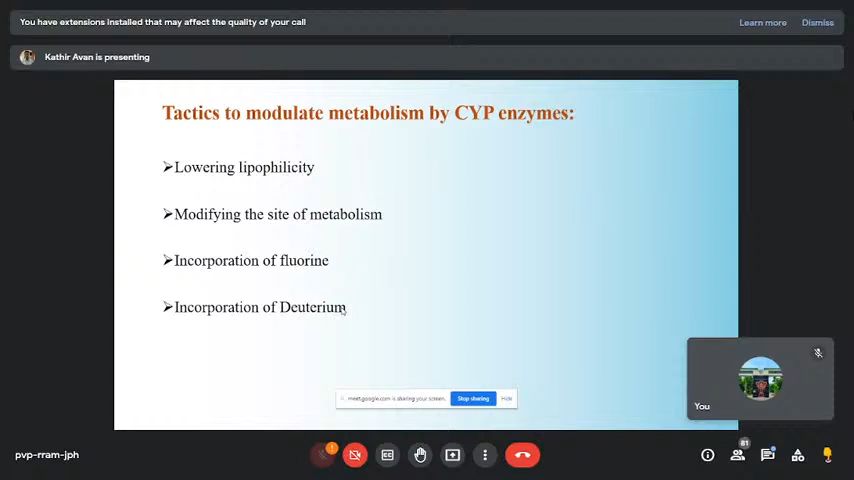 You have extensions installed that may affect the quality of your call
Learn more
Dismiss
Kathir Avan is presenting
Tactics to modulate metabolism by CYP enzymes:
➢Lowering lipophilicity
➢Modifying the site of metabolism
➢Incorporation of fluorine
➢Incorporation of Deuterium
meet.google.com is sharing your screen.
Stop sharing
Hide
You
pvp-rram-jph
CC
81